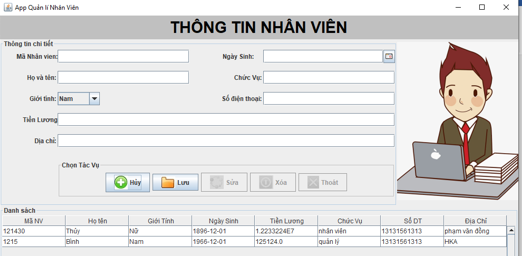 App Quản lí Nhân Viên
THÔNG TIN NHÂN VIÊN
Thông tin chi tiết
Mã Nhân vien:
Ngày Sinh:
Họ và tên:
Chức Vụ:
Giới tính: Nam
Số điện thoại:
Tiền Lương
Địa chỉ:
Chọn Tác Vụ
Hủy Lưu Sửa Xóa Thoát
Danh sách
Mã NV Họ tên Giới Tính Ngày Sinh Tiền Lương Chức Vụ Số DT Địa Chỉ
121430 Thúy Nữ 1896-12-01 1.2233224E7 nhân viên 13131561313 phạm văn đồng
1215 Bình Nam 1966-12-01 125124.0 quản lý 13131561313 HKA